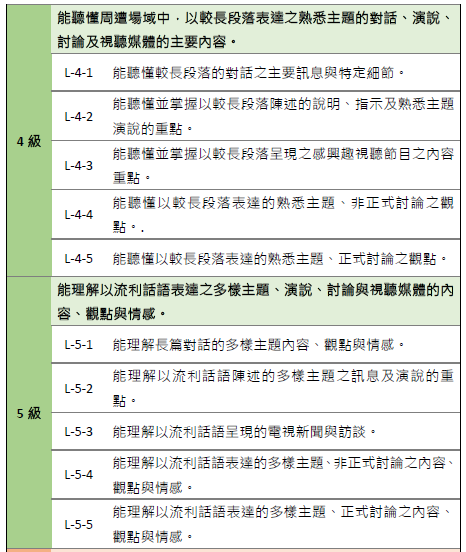 能聽懂周遭場域中，以較長段落表達之熟悉主題的對話、演說、
討論及視聽媒體的主要內容。
4 級
L-4-1 能聽懂較長段落的對話之主要訊息與特定細節。
L-4-2 能聽懂並掌握以較長段落陳述的說明、指示及熟悉主題
演說的重點。
L-4-3 能聽懂並掌握以較長段落呈現之感興趣視聽節目之內容
重點。
L-4-4 能聽懂以較長段落表達的熟悉主題、非正式討論之觀
點。.
L-4-5 能聽懂以較長段落表達的熟悉主題、正式討論之觀點。
能理解以流利話語表達之多樣主題、演說、討論與視聽媒體的內
容、觀點與情感。
5 級
L-5-1 能理解長篇對話的多樣主題內容、觀點與情感。
L-5-2 能理解以流利話語陳述的多樣主題之訊息及演說的重
點。
L-5-3 能理解以流利話語呈現的電視新聞與訪談。
L-5-4 能理解以流利話語表達的多樣主題、非正式討論之內容、
觀點與情感。
L-5-5 能理解以流利話語表達的多樣主題、正式討論之內容、
觀點與情感。